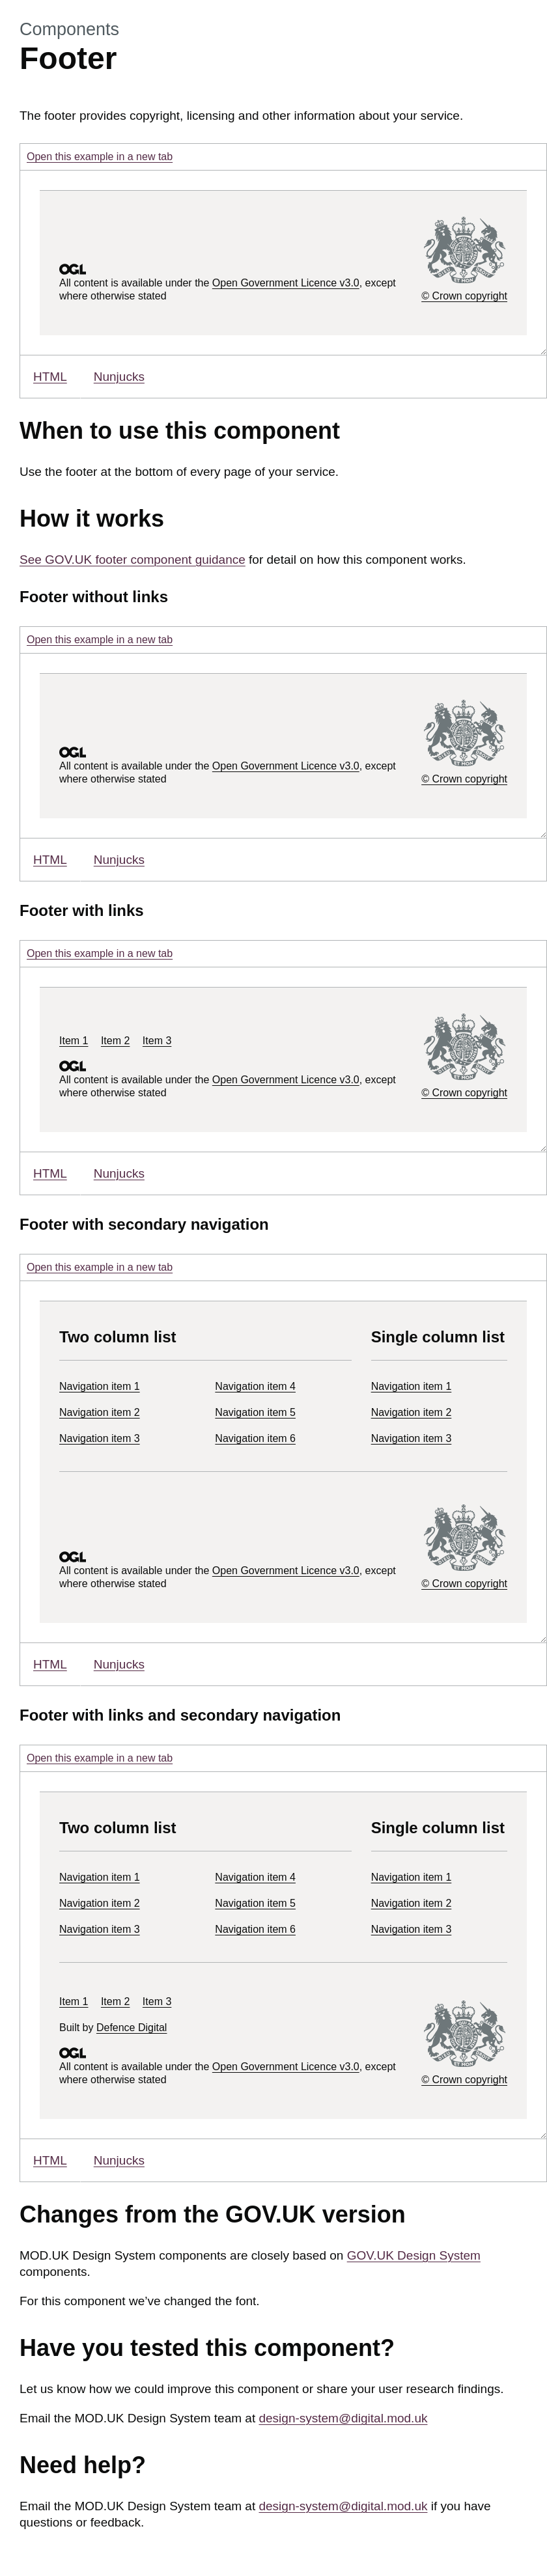 Components
Footer
The footer provides copyright, licensing and other information about your service.
Open this example in a new tab
OGL
All content is available under the Open Government Licence v3.0, except
where otherwise stated
© Crown copyright
HTML Nunjucks
When to use this component
Use the footer at the bottom of every page of your service.
How it works
See GOV.UK footer component guidance for detail on how this component works.
Footer without links
Open this example in a new tab
OGL
All content is available under the Open Government Licence v3.0, except
where otherwise stated
© Crown copyright
HTML Nunjucks
Footer with links
Open this example in a new tab
Item 1 Item 2 Item 3
OGL
All content is available under the Open Government Licence v3.0, except
where otherwise stated
© Crown copyright
HTML Nunjucks
Footer with secondary navigation
Open this example in a new tab
Two column list
Navigation item 1 Navigation item 4
Navigation item 2 Navigation item 5
Navigation item 3 Navigation item 6
Single column list
Navigation item 1
Navigation item 2
Navigation item 3
OGL
All content is available under the Open Government Licence v3.0, except
where otherwise stated
© Crown copyright
HTML Nunjucks
Footer with links and secondary navigation
Open this example in a new tab
Two column list
Navigation item 1 Navigation item 4
Navigation item 2 Navigation item 5
Navigation item 3 Navigation item 6
Single column list
Navigation item 1
Navigation item 2
Navigation item 3
Item 1 Item 2 Item 3
Built by Defence Digital
OGL
All content is available under the Open Government Licence v3.0, except
where otherwise stated
© Crown copyright
HTML Nunjucks
Changes from the GOV.UK version
MOD.UK Design System components are closely based on GOV.UK Design System
components.
For this component we’ve changed the font.
Have you tested this component?
Let us know how we could improve this component or share your user research findings.
Email the MOD.UK Design System team at design-system@digital.mod.uk
Need help?
Email the MOD.UK Design System team at design-system@digital.mod.uk if you have
questions or feedback.